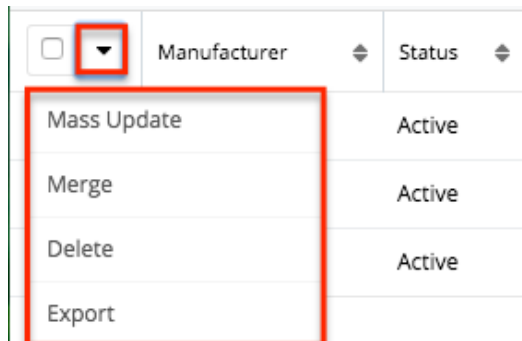 Manufacturer Status
Mass Update Active
Merge Active
Delete Active
Export